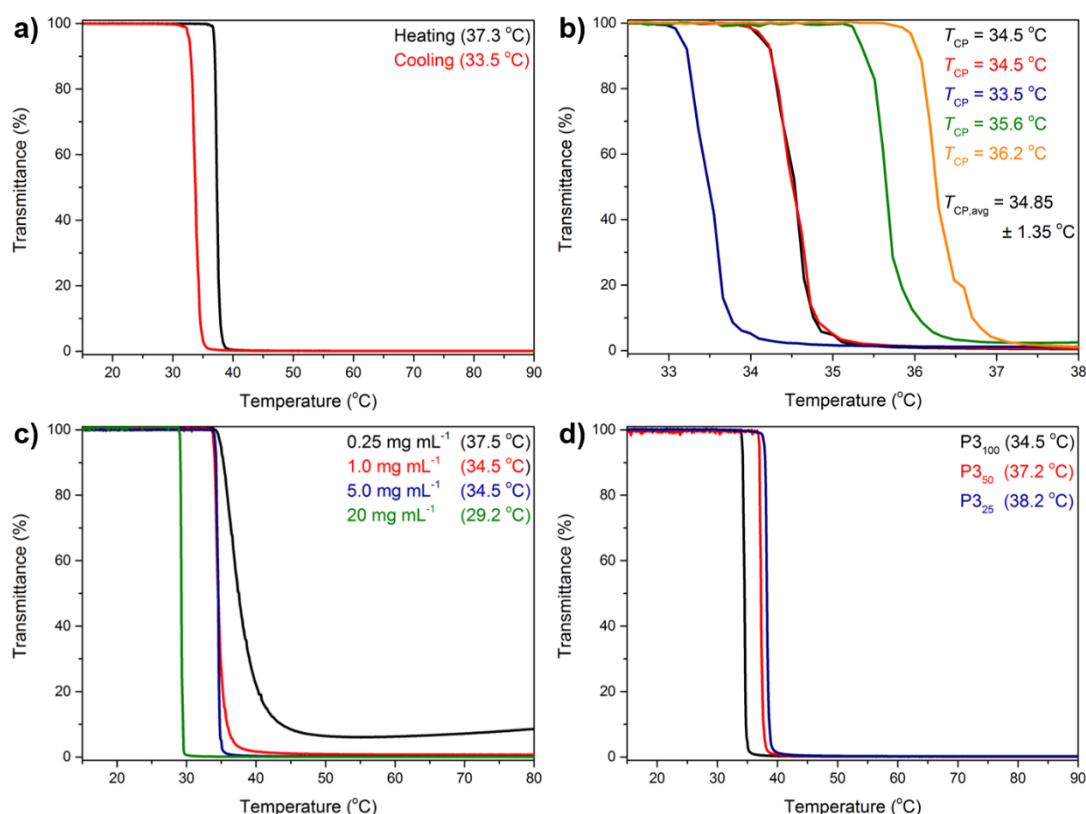 a)
Heating (37.3 °C)
Cooling (33.5 °C)
100
80
60
40
20
0
Transmittance (%)
20 30 40 50 60 70 80 90
Temperature (°C)
b)
T_CP = 34.5 °C
T_CP = 34.5 °C
T_CP = 33.5 °C
T_CP = 35.6 °C
T_CP = 36.2 °C
T_CP,avg = 34.85
± 1.35 °C
100
80
60
40
20
0
Transmittance (%)
33 34 35 36 37 38
Temperature (°C)
c)
0.25 mg mL⁻¹ (37.5 °C)
1.0 mg mL⁻¹ (34.5 °C)
5.0 mg mL⁻¹ (34.5 °C)
20 mg mL⁻¹ (29.2 °C)
100
80
60
40
20
0
Transmittance (%)
20 30 40 50 60 70 80
Temperature (°C)
d)
P3₁₀₀ (34.5 °C)
P3₅₀ (37.2 °C)
P3₂₅ (38.2 °C)
100
80
60
40
20
0
Transmittance (%)
20 30 40 50 60 70 80 90
Temperature (°C)